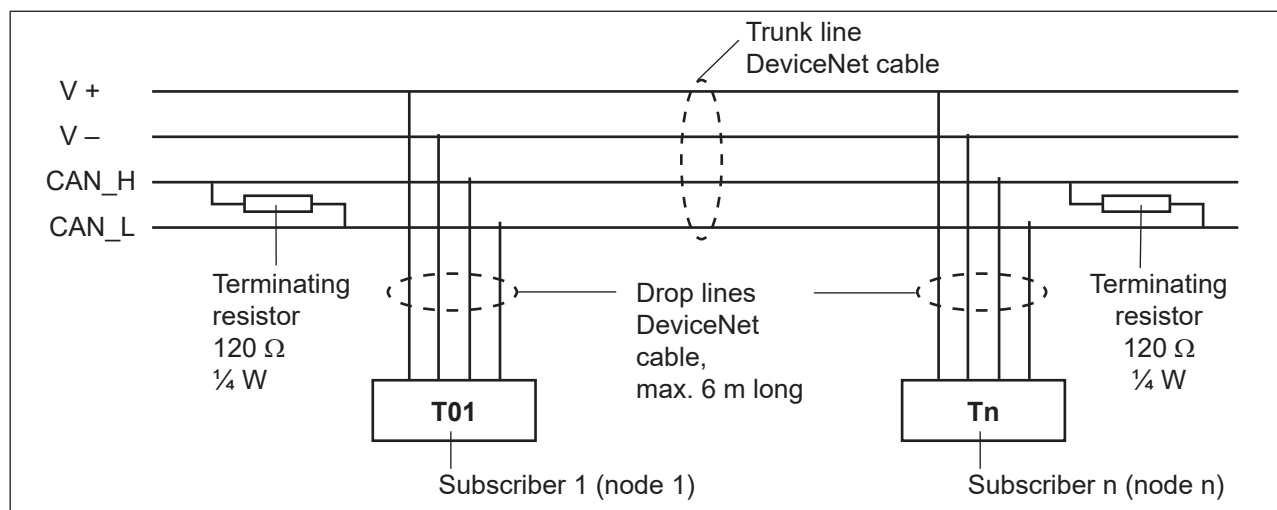 Trunk line
DeviceNet cable
V +
V –
CAN_H
CAN_L
Terminating
resistor
120 Ω
¼ W
Drop lines
DeviceNet
cable,
max. 6 m long
Terminating
resistor
120 Ω
¼ W
T01
Tn
Subscriber 1 (node 1)
Subscriber n (node n)